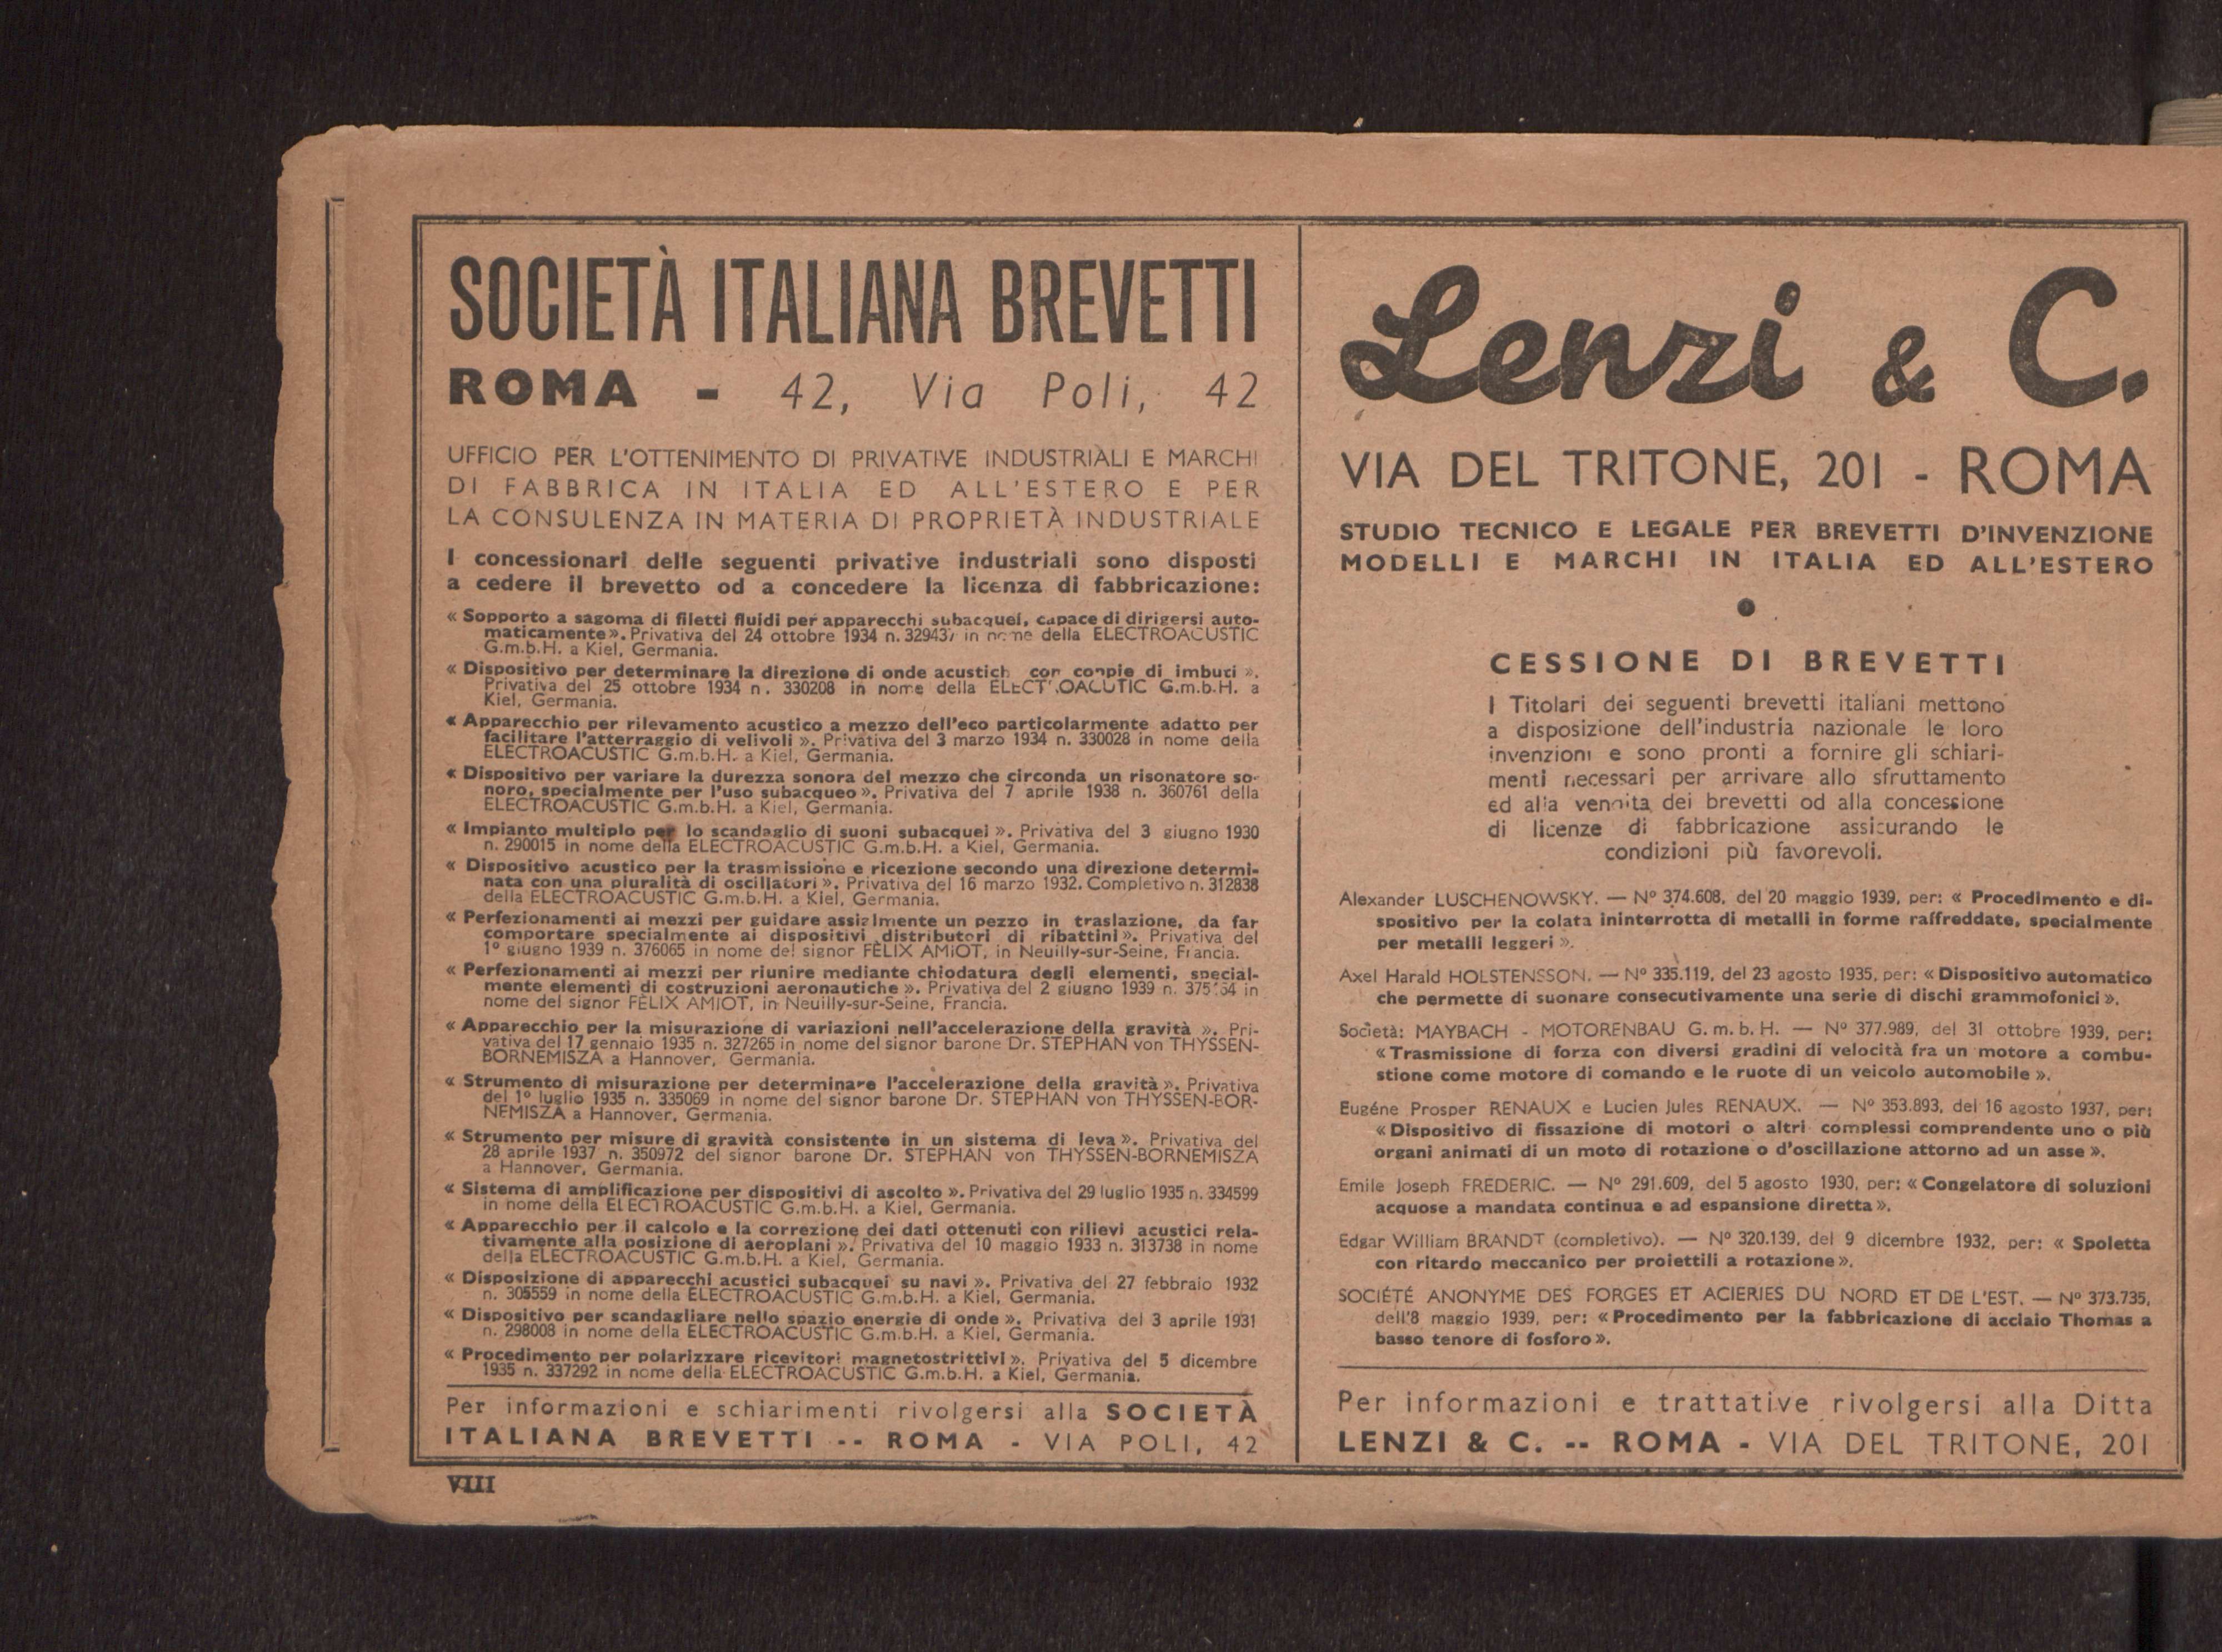 SOCIETÀ ITALIANA BREVETTI
ROMA - 42, Via Poli, 42
UFFICIO PER L'OTTENIMENTO DI PRIVATIVE INDUSTRIALI E MARCHI
DI FABBRICA IN ITALIA ED ALL'ESTERO E PER
LA CONSULENZA IN MATERIA DI PROPRIETÀ INDUSTRIALE
I concessionari delle seguenti privative industriali sono disposti
a cedere il brevetto od a concedere la licenza di fabbricazione:
« Sopporto a sagoma di filetti fluidi per apparecchi subacquei, capace di dirigersi auto-
maticamente ». Privativa del 24 ottobre 1934 n. 329437 in nome della ELECTROACUSTIC
G.m.b.H. a Kiel, Germania.
« Dispositivo per determinare la direzione di onde acustich con coppie di imbuti ».
Privativa del 25 ottobre 1934 n. 330208 in nome della G.m.b.H. a
Kiel, Germania.
« Apparecchio per rilevamento acustico a mezzo dell'eco particolarmente adatto per
facilitare l'atterraggio di velivoli ». Privativa del 3 marzo 1934 n. 330028 in nome della
ELECTROACUSTIC G.m.b.H. a Kiel, Germania.
« Dispositivo per variare la durezza sonora del mezzo che circonda un risonatore so-
noro, specialmente per l'uso subacqueo ». Privativa del 7 aprile 1938 n. 360761 della
ELECTROACUSTIC G.m.b.H. a Kiel, Germania.
« Impianto multiplo per lo scandaglio di suoni subacquei ». Privativa del 3 giugno 1930
n. 290015 in nome della ELECTROACUSTIC G.m.b.H. a Kiel, Germania.
« Dispositivo acustico per la trasmissione e ricezione secondo una direzione determi-
nata con una pluralità di oscillatori ». Privativa del 16 marzo 1932. Completivo n. 312838
della ELECTROACUSTIC G.m.b.H. a Kiel, Germania.
« Perfezionamenti ai mezzi per guidare assialmente un pezzo in traslazione, da far
comportare specialmente ai dispositivi distributori di ribattini ». Privativa del
1º giugno 1939 n. 376065 in nome del signor FÈLIX AMIOT, in Neuilly-sur-Seine, Francia.
« Perfezionamenti ai mezzi per riunire mediante chiodatura degli elementi, special-
mente elementi di costruzioni aeronautiche ». Privativa del 2 giugno 1939 n. in
nome del signor FÈLIX AMIOT, in Neuilly-sur-Seine, Francia.
« Apparecchio per la misurazione di variazioni nell'accelerazione della gravità ». Pri-
vativa del 17 gennaio 1935 n. 327265 in nome del signor barone Dr. STEPHAN von THYSSEN-
BORNEMISZA a Hannover, Germania.
« Strumento di misurazione per determinare l'accelerazione della gravità ». Privativa
del 1º luglio 1935 n. 335069 in nome del signor barone Dr. STEPHAN von THYSSEN-BOR-
NEMISZA a Hannover, Germania.
« Strumento per misure di gravità consistente in un sistema di leva ». Privativa del
28 aprile 1937 n. 350972 del signor barone Dr. STEPHAN von THYSSEN-BORNEMISZA
a Hannover, Germania.
« Sistema di amplificazione per dispositivi di ascolto ». Privativa del 29 luglio 1935 n. 334599
in nome della ELECTROACUSTIC G.m.b.H. a Kiel, Germania.
« Apparecchio per il calcolo e la correzione dei dati ottenuti con rilievi acustici rela-
tivamente alla posizione di aeroplani ». Privativa del 10 maggio 1933 n. 313738 in nome
della ELECTROACUSTIC G.m.b.H. a Kiel, Germania.
« Disposizione di apparecchi acustici subacquei su navi ». Privativa del 27 febbraio 1932
n. 305559 in nome della ELECTROACUSTIC G.m.b.H. a Kiel, Germania.
« Dispositivo per scandagliare nello spazio energie di onde ». Privativa del 3 aprile 1931
n. 298008 in nome della ELECTROACUSTIC G.m.b.H. a Kiel, Germania.
« Procedimento per polarizzare ricevitori magnetostrittivi ». Privativa del 5 dicembre
1935 n. 337292 in nome della ELECTROACUSTIC G.m.b.H. a Kiel, Germania.
Per informazioni e schiarimenti rivolgersi alla SOCIETÀ
ITALIANA BREVETTI -- ROMA - VIA POLI, 42
VIII
Lenzi & C.
VIA DEL TRITONE, 201 - ROMA
STUDIO TECNICO E LEGALE PER BREVETTI D'INVENZIONE
MODELLI E MARCHI IN ITALIA ED ALL'ESTERO
CESSIONE DI BREVETTI
I Titolari dei seguenti brevetti italiani mettono
a disposizione dell'industria nazionale le loro
invenzioni e sono pronti a fornire gli schiari-
menti necessari per arrivare allo sfruttamento
ed alla vendita dei brevetti od alla concessione
di licenze di fabbricazione assicurando le
condizioni più favorevoli.
Alexander LUSCHENOWSKY. — Nº 374.608, del 20 maggio 1939, per: « Procedimento e di-
spositivo per la colata ininterrotta di metalli in forme raffreddate, specialmente
per metalli leggeri ».
Axel Harald HOLSTENSSON. — Nº 335.119, del 23 agosto 1935, per: « Dispositivo automatico
che permette di suonare consecutivamente una serie di dischi grammofonici ».
Società: MAYBACH - MOTORENBAU G. m. b. H. — Nº 377.989, del 31 ottobre 1939, per:
« Trasmissione di forza con diversi gradini di velocità fra un motore a combu-
stione come motore di comando e le ruote di un veicolo automobile ».
Eugéne Prosper RENAUX e Lucien Jules RENAUX. — Nº 353.893, del 16 agosto 1937, per:
« Dispositivo di fissazione di motori o altri complessi comprendente uno o più
organi animati di un moto di rotazione o d'oscillazione attorno ad un asse ».
Emile Joseph FREDERIC. — Nº 291.609, del 5 agosto 1930, per: « Congelatore di soluzioni
acquose a mandata continua e ad espansione diretta ».
Edgar William BRANDT (completivo). — Nº 320.139, del 9 dicembre 1932, per: « Spoletta
con ritardo meccanico per proiettili a rotazione ».
SOCIÉTÉ ANONYME DES FORGES ET ACIERIES DU NORD ET DE L'EST. — Nº 373.735,
dell'8 maggio 1939, per: « Procedimento per la fabbricazione di acciaio Thomas a
basso tenore di fosforo ».
Per informazioni e trattative rivolgersi alla Ditta
LENZI & C. -- ROMA - VIA DEL TRITONE, 201